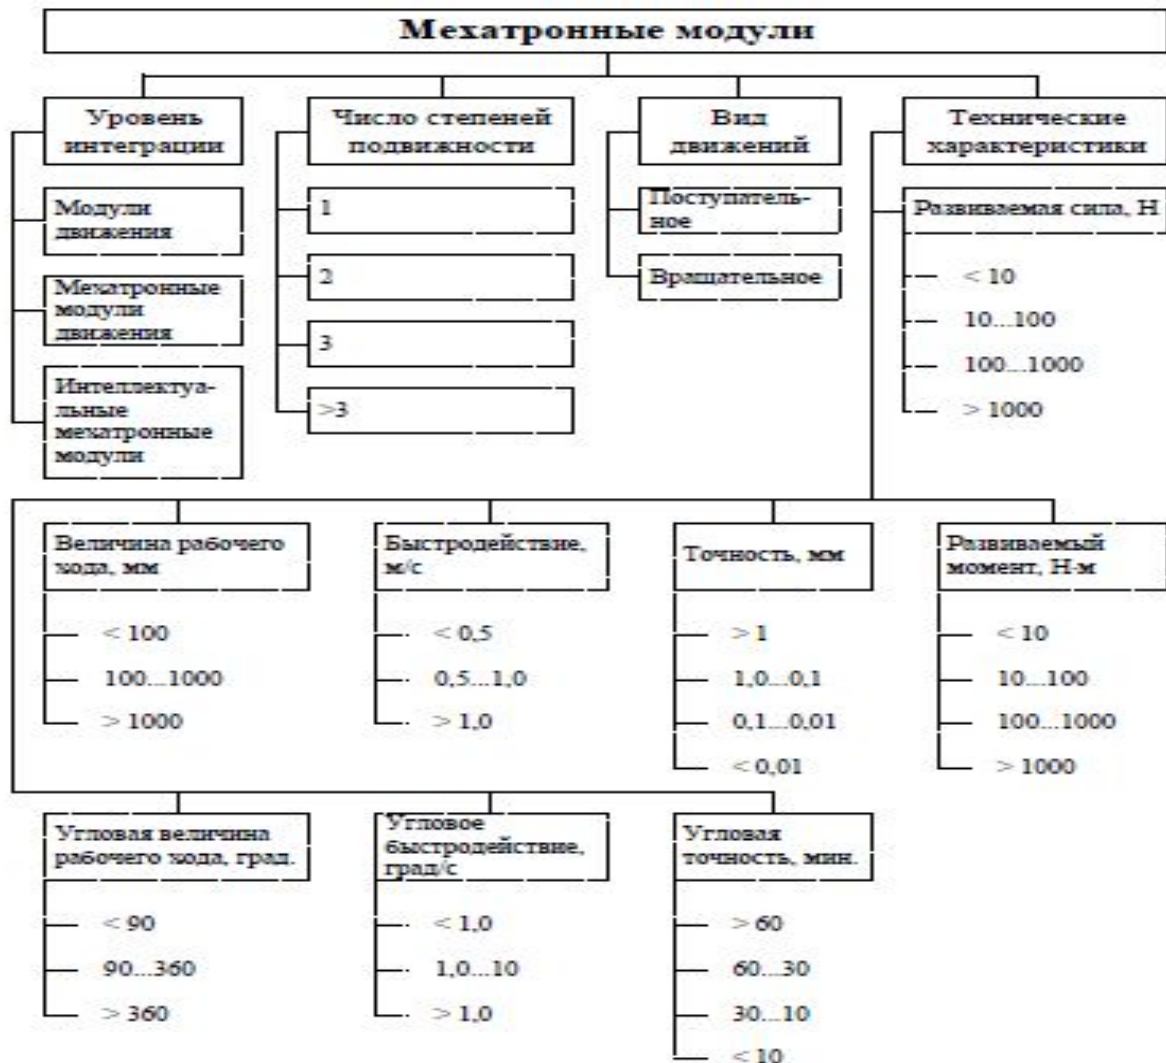 Мехатронные модули
Уровень
интеграции
Модули
движения
Мехатронные
модули
движения
Интеллектуа-
льные
мехатронные
модули
Число степеней
подвижности
1
2
3
>3
Вид
движений
Поступатель-
ное
Вращательное
Технические
характеристики
Развиваемая сила, Н
< 10
10...100
100...1000
> 1000
Величина рабочего
хода, мм
< 100
100...1000
> 1000
Быстродействие,
м/с
< 0,5
0,5...1,0
> 1,0
Точность, мм
> 1
1,0...0,1
0,1...0,01
< 0,01
Развиваемый
момент, Н·м
< 10
10...100
100...1000
> 1000
Угловая величина
рабочего хода, град.
< 90
90...360
> 360
Угловое
быстродействие,
град/с
< 1,0
1,0...10
> 1,0
Угловая
точность, мин.
> 60
60...30
30...10
< 10